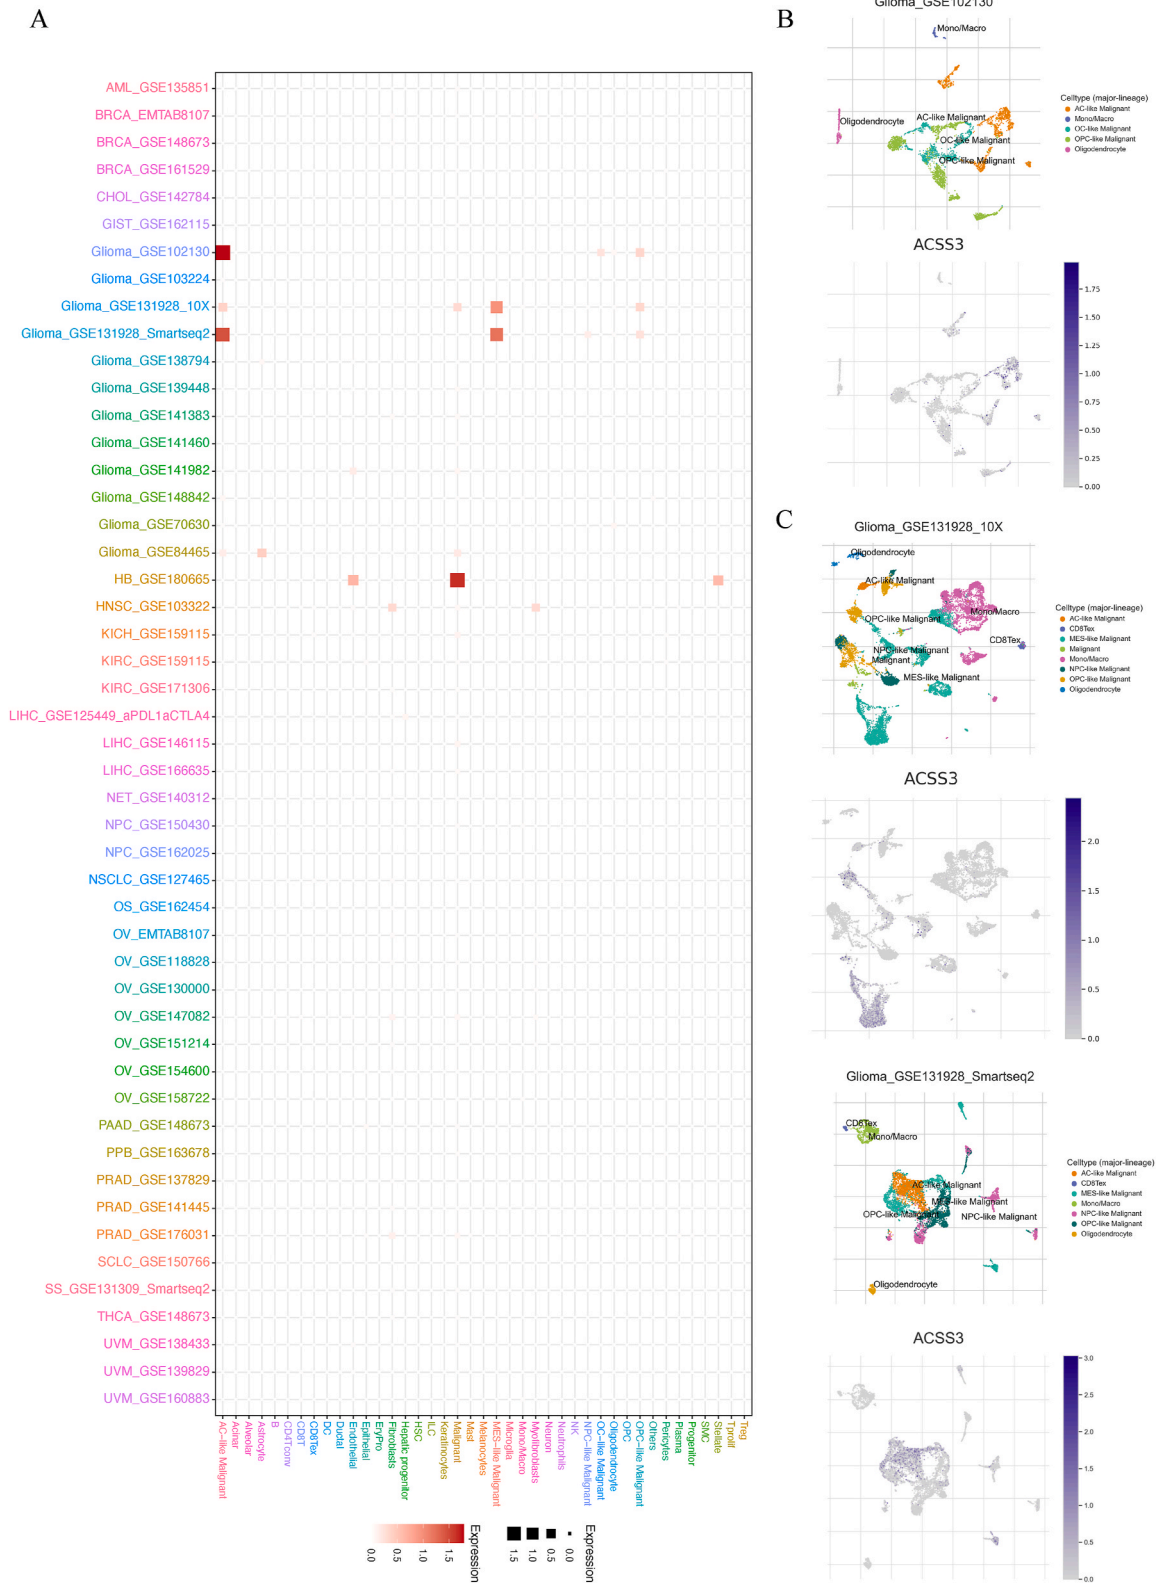 A
AML_GSE135851
BRCA_EMTAB8107
BRCA_GSE148673
BRCA_GSE161529
CHOL_GSE142784
GIST_GSE162115
Glioma_GSE102130
Glioma_GSE103224
Glioma_GSE131928_10X
Glioma_GSE131928_Smartseq2
Glioma_GSE138794
Glioma_GSE139448
Glioma_GSE141383
Glioma_GSE141460
Glioma_GSE141982
Glioma_GSE148842
Glioma_GSE70630
Glioma_GSE84465
HB_GSE180665
HNSC_GSE103322
KICH_GSE159115
KIRC_GSE159115
KIRC_GSE171306
LIHC_GSE125449_aPDL1aCTLA4
LIHC_GSE146115
LIHC_GSE166635
NET_GSE140312
NPC_GSE150430
NPC_GSE162025
NSCLC_GSE127465
OS_GSE162454
OV_EMTAB8107
OV_GSE118828
OV_GSE130000
OV_GSE147082
OV_GSE151214
OV_GSE154600
OV_GSE158722
PAAD_GSE148673
PPB_GSE163678
PRAD_GSE137829
PRAD_GSE141445
PRAD_GSE176031
SCLC_GSE150766
SS_GSE131309_Smartseq2
THCA_GSE148673
UVM_GSE138433
UVM_GSE139829
UVM_GSE160883
AC-like Malignant
Acinar
Alveolar
Astrocyte
B
CD4Tconv
CD8T
CD8Tex
DC
Ductal
Endothelial
Epithelial
EryPro
Fibroblasts
Hepatic progenitor
HSC
ILC
Keratinocytes
Malignant
Mast
Melanocytes
MES-like Malignant
Microglia
Mono/Macro
Myofibroblasts
Neuron
Neutrophils
NK
NPC-like Malignant
OC-like Malignant
Oligodendrocyte
OPC
OPC-like Malignant
Others
Pericytes
Plasma
Progenitor
SMC
Stellate
Tprolif
Treg
Expression
0.0
0.5
1.0
1.5
Expression
0.0
0.5
1.0
1.5
B
Glioma_GSE102130
Mono/Macro
Oligodendrocyte
AC-like Malignant
OC-like Malignant
OPC-like Malignant
Celltype (major-lineage)
AC-like Malignant
Mono/Macro
OC-like Malignant
OPC-like Malignant
Oligodendrocyte
ACSS3
1.75
1.50
1.25
1.00
0.75
0.50
0.25
0.00
C
Glioma_GSE131928_10X
Oligodendrocyte
AC-like Malignant
OPC-like Malignant
Mono/Macro
CD8Tex
NPC-like Malignant
Malignant
MES-like Malignant
Celltype (major-lineage)
AC-like Malignant
CD8Tex
MES-like Malignant
Malignant
Mono/Macro
NPC-like Malignant
OPC-like Malignant
Oligodendrocyte
ACSS3
2.0
1.5
1.0
0.5
0.0
Glioma_GSE131928_Smartseq2
CD8Tex
Mono/Macro
AC-like Malignant
MES-like Malignant
OPC-like Malignant
NPC-like Malignant
Oligodendrocyte
Celltype (major-lineage)
AC-like Malignant
CD8Tex
MES-like Malignant
Mono/Macro
NPC-like Malignant
OPC-like Malignant
Oligodendrocyte
ACSS3
3.0
2.5
2.0
1.5
1.0
0.5
0.0